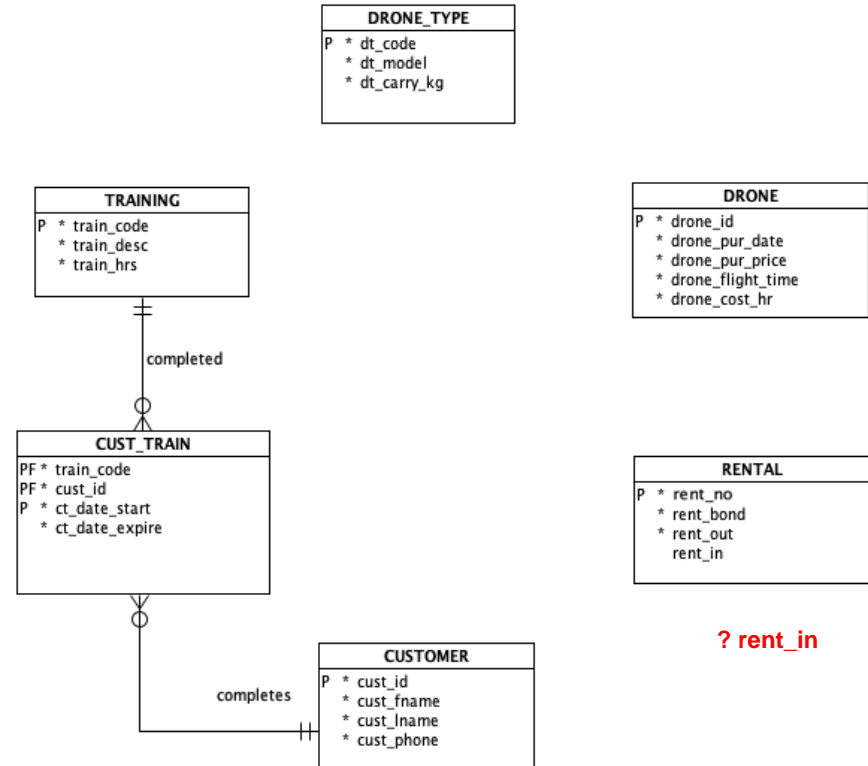 DRONE_TYPE
P * dt_code
* dt_model
* dt_carry_kg
TRAINING
P * train_code
* train_desc
* train_hrs
DRONE
P * drone_id
* drone_pur_date
* drone_pur_price
* drone_flight_time
* drone_cost_hr
completed
CUST_TRAIN
PF * train_code
PF * cust_id
P * ct_date_start
* ct_date_expire
RENTAL
P * rent_no
* rent_bond
* rent_out
rent_in
? rent_in
completes
CUSTOMER
P * cust_id
* cust_fname
* cust_lname
* cust_phone